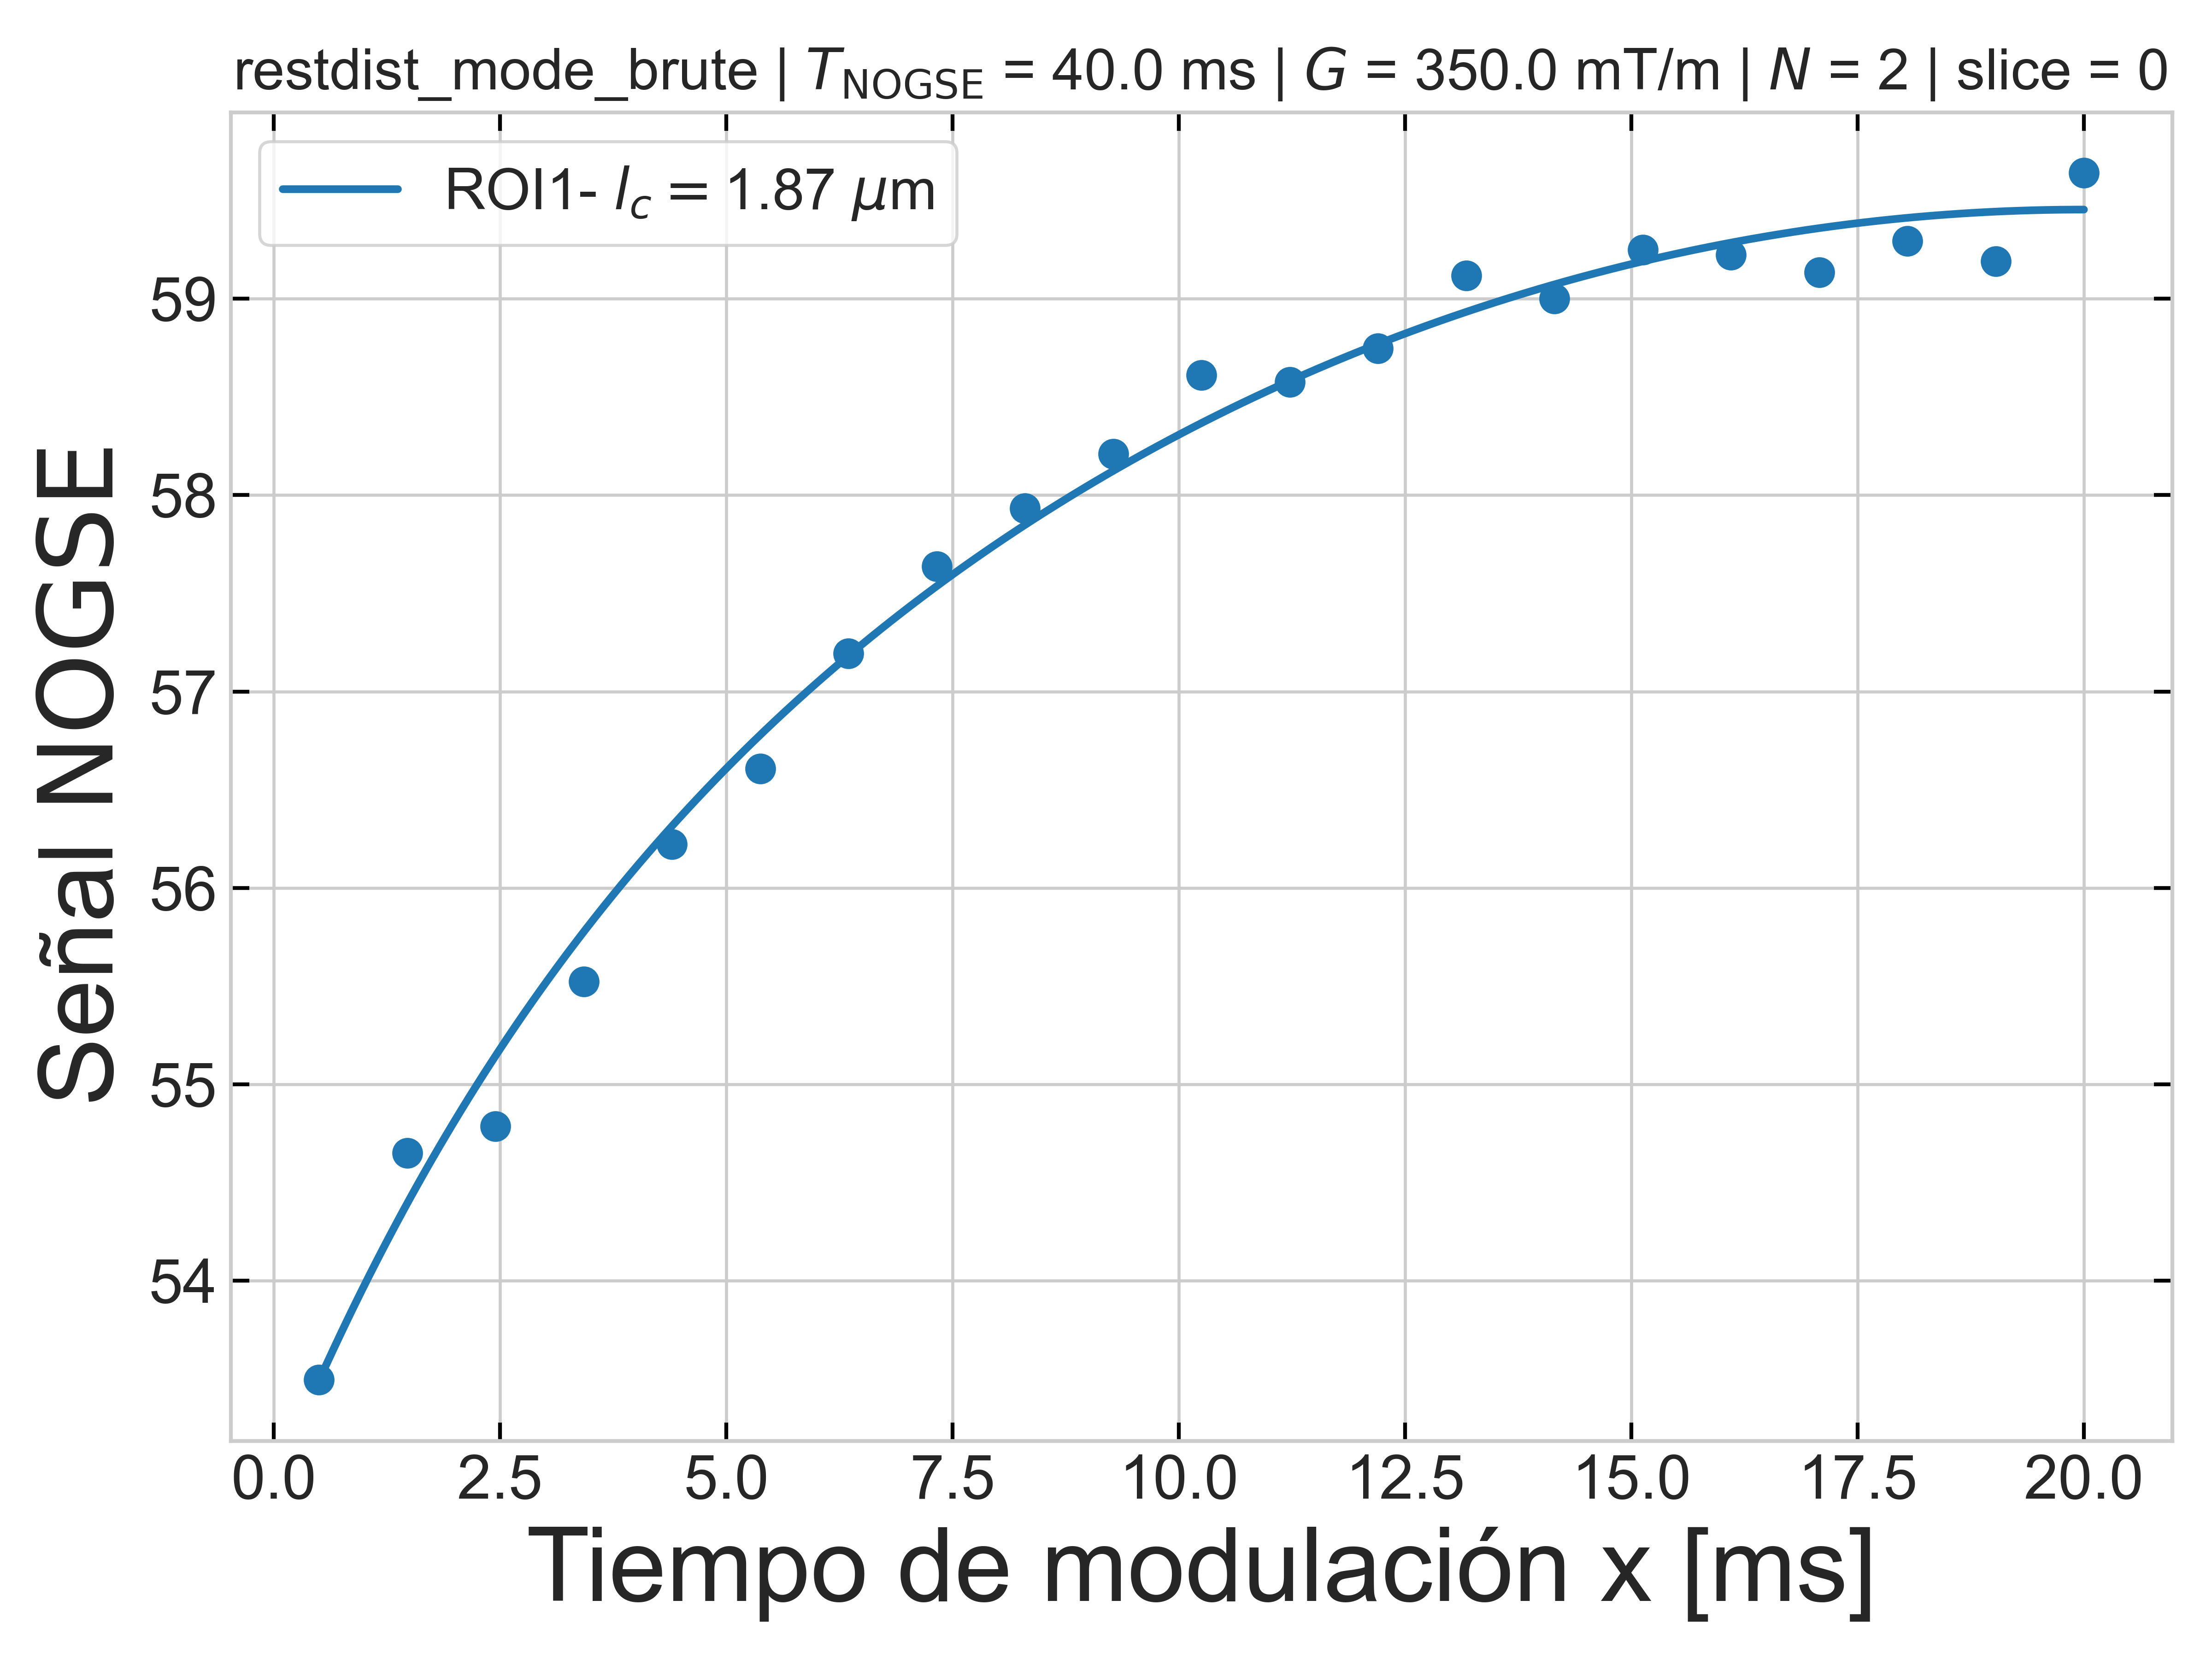 restdist_mode_brute | T_NOGSE = 40.0 ms | G = 350.0 mT/m | N = 2 | slice = 0
ROI1- l_c = 1.87 μm
Señal NOGSE
59
58
57
56
55
54
0.0 2.5 5.0 7.5 10.0 12.5 15.0 17.5 20.0
Tiempo de modulación x [ms]